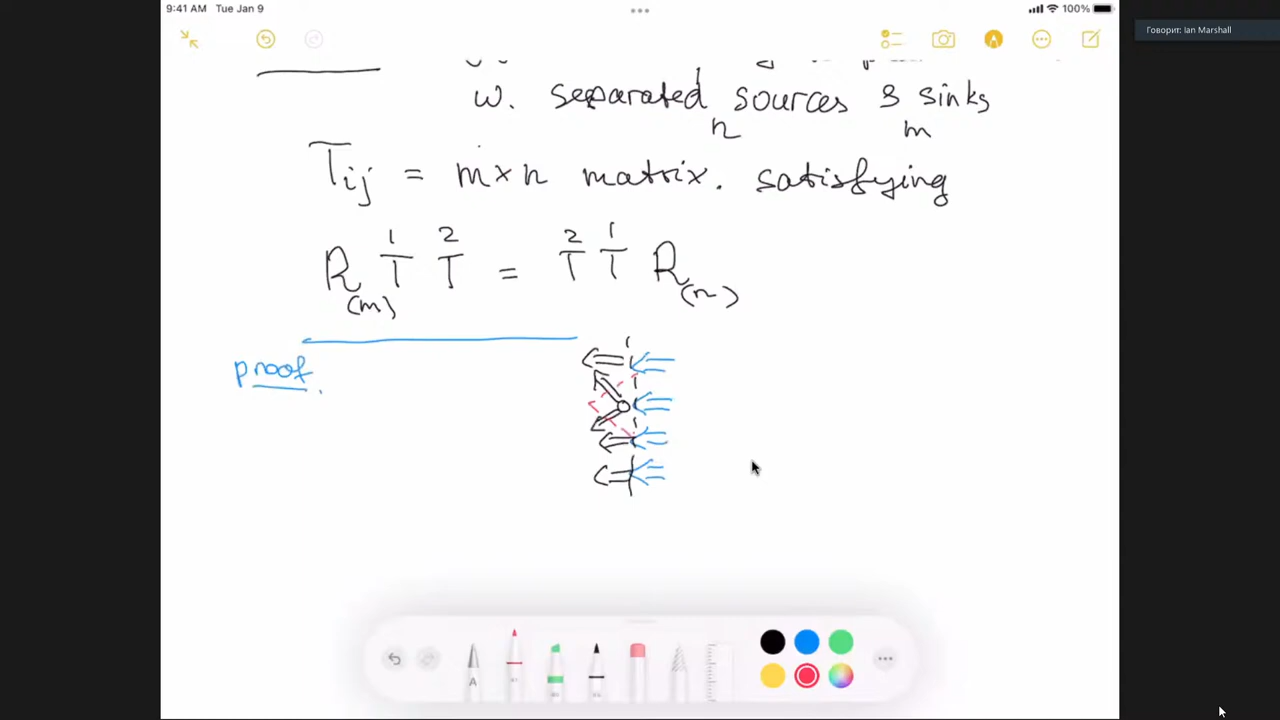 9:41 AM Tue Jan 9
100%
Говорит: Ian Marshall
w. separated sources & sinks
n m
Tij = m×n matrix. satisfying
R(m) T¹ T² = T² T¹ R(n)
proof.
A